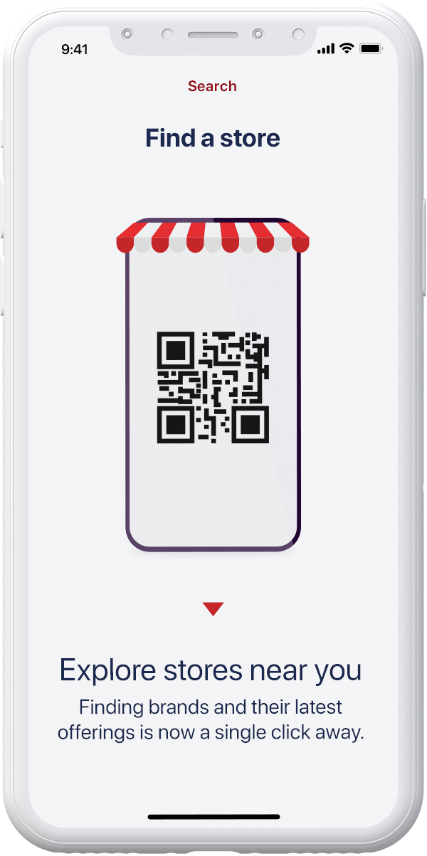 9:41
Search
Find a store
Explore stores near you
Finding brands and their latest
offerings is now a single click away.